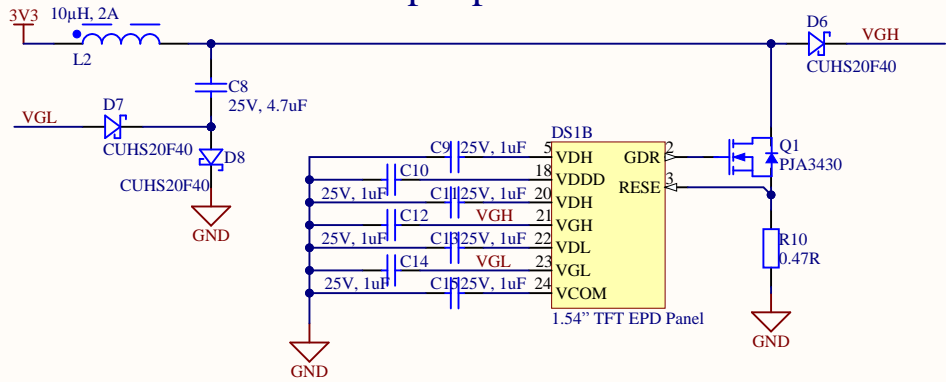 3V3
10µH, 2A
L2
D6
VGH
CUHS20F40
C8
25V, 4.7uF
D7
VGL
CUHS20F40
D8
CUHS20F40
GND
DS1B
C9 25V, 1uF 5 VDH
GDR 2
Q1
PJA3430
C10 18 VDDD
RESE 3
25V, 1uF C11 25V, 1uF 20 VDH
C12 VGH 21 VGH
25V, 1uF C13 25V, 1uF 22 VDL
C14 VGL 23 VGL
25V, 1uF C15 25V, 1uF 24 VCOM
R10
0.47R
1.54” TFT EPD Panel
GND
GND